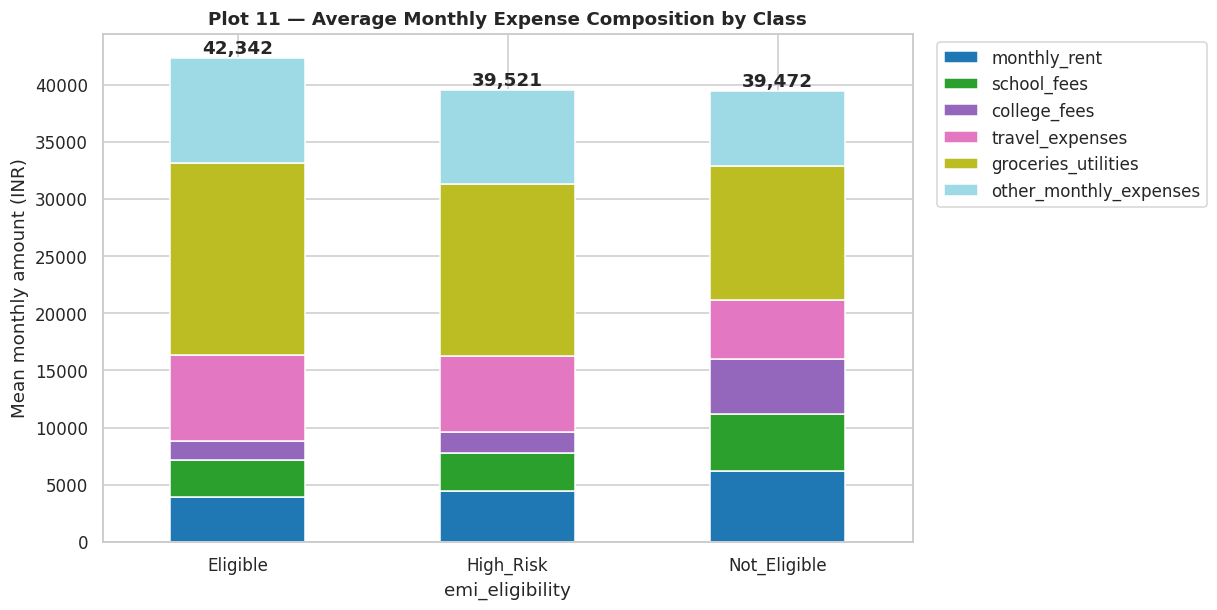 Plot 11 — Average Monthly Expense Composition by Class
42,342
39,521
39,472
40000
35000
30000
25000
20000
15000
10000
5000
0
Mean monthly amount (INR)
Eligible
High_Risk
Not_Eligible
emi_eligibility
monthly_rent
school_fees
college_fees
travel_expenses
groceries_utilities
other_monthly_expenses